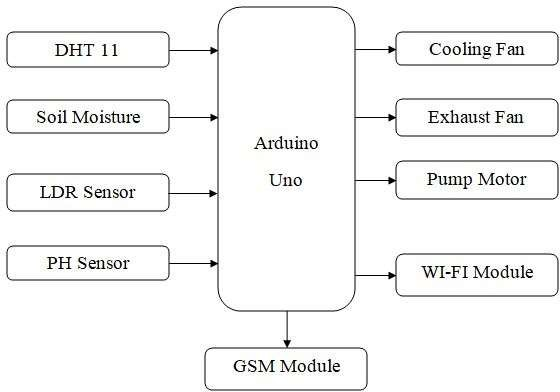 DHT 11
Soil Moisture
LDR Sensor
PH Sensor
Arduino
Uno
Cooling Fan
Exhaust Fan
Pump Motor
WI-FI Module
GSM Module